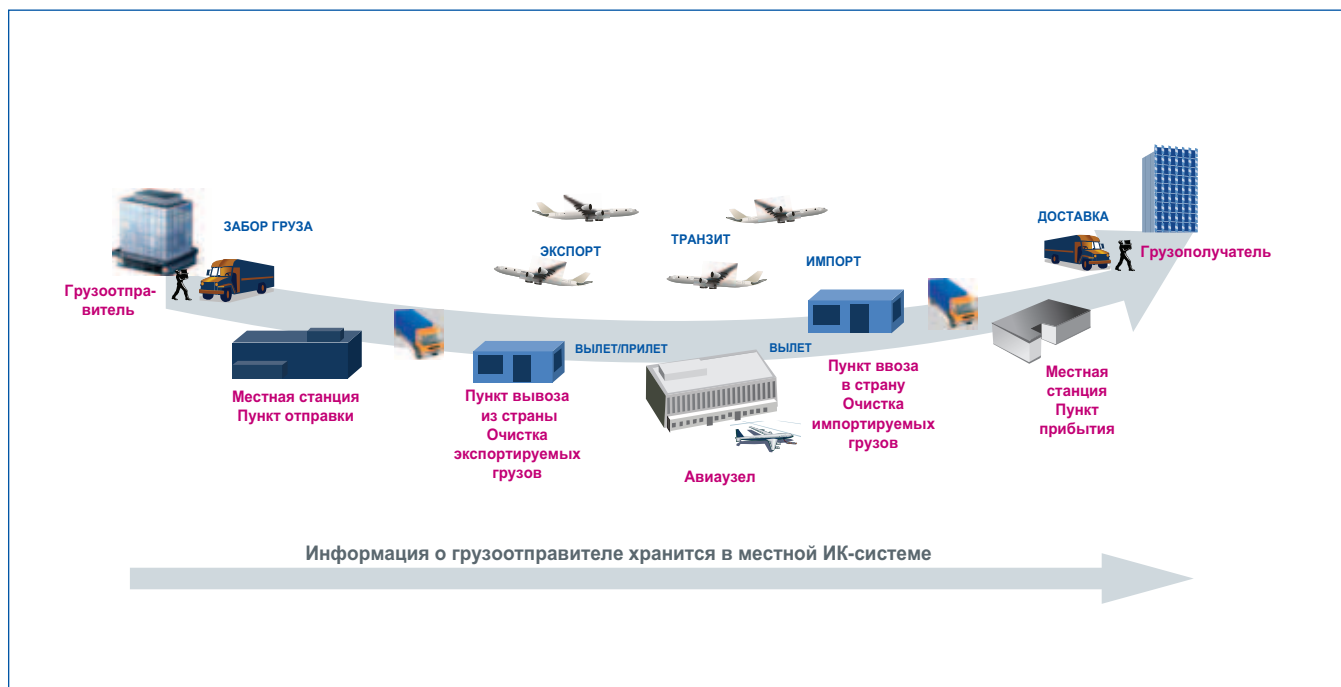 ЗАБОР ГРУЗА
ЭКСПОРТ
ТРАНЗИТ
ИМПОРТ
ДОСТАВКА
Грузополучатель
Грузоотпра-
витель
ВЫЛЕТ/ПРИЛЕТ
ВЫЛЕТ
Местная станция
Пункт отправки
Пункт вывоза
из страны
Очистка
экспортируемых
грузов
Авиаузел
Пункт ввоза
в страну
Очистка
импортируемых
грузов
Местная
станция
Пункт
прибытия
Информация о грузоотправителе хранится в местной ИК-системе